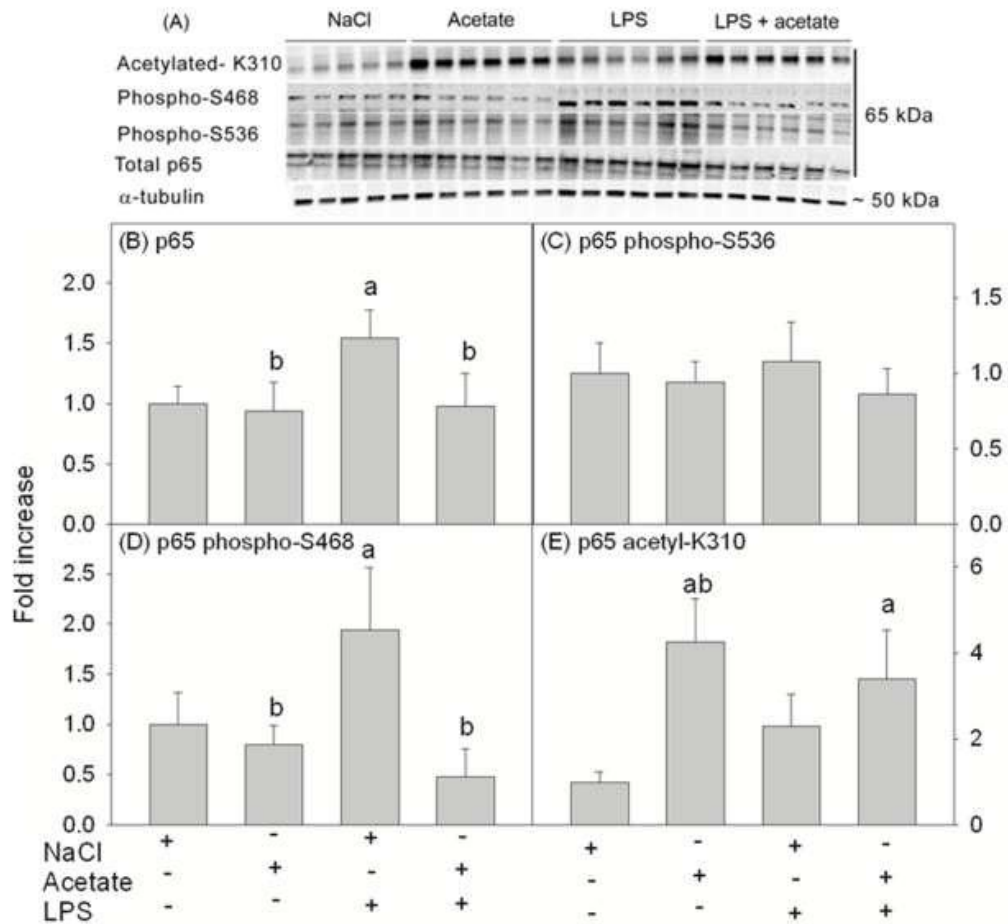 (A) NaCl Acetate LPS LPS + acetate
Acetylated- K310
Phospho-S468
Phospho-S536
Total p65
α-tubulin
65 kDa
~ 50 kDa
(B) p65
2.0
1.5
1.0
0.5
0.0
b
a
b
(C) p65 phospho-S536
1.5
1.0
0.5
0.0
Fold increase
(D) p65 phospho-S468
2.5
2.0
1.5
1.0
0.5
0.0
b
a
b
(E) p65 acetyl-K310
6
4
2
0
ab
a
NaCl + - + - + - + -
Acetate - + - + - + - +
LPS - - + + - - + +